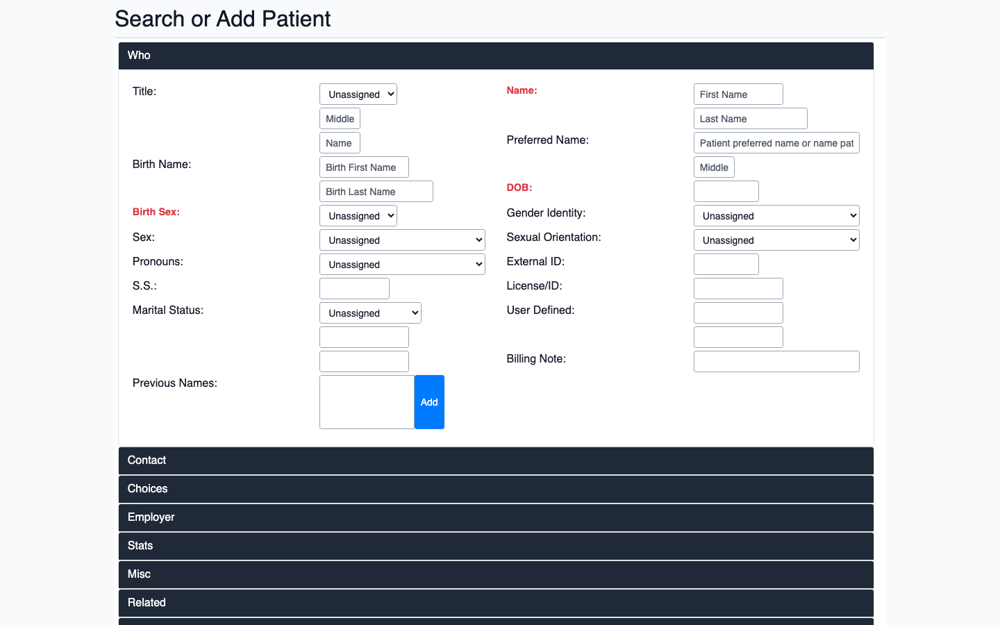 Search or Add Patient
Who
Title: Unassigned Name: First Name
Middle Last Name
Name Preferred Name: Patient preferred name or name pat
Birth Name: Birth First Name Middle
Birth Last Name DOB:
Birth Sex: Unassigned Gender Identity: Unassigned
Sex: Unassigned Sexual Orientation: Unassigned
Pronouns: Unassigned External ID:
S.S.: License/ID:
Marital Status: Unassigned User Defined:
Billing Note:
Previous Names: Add
Contact
Choices
Employer
Stats
Misc
Related